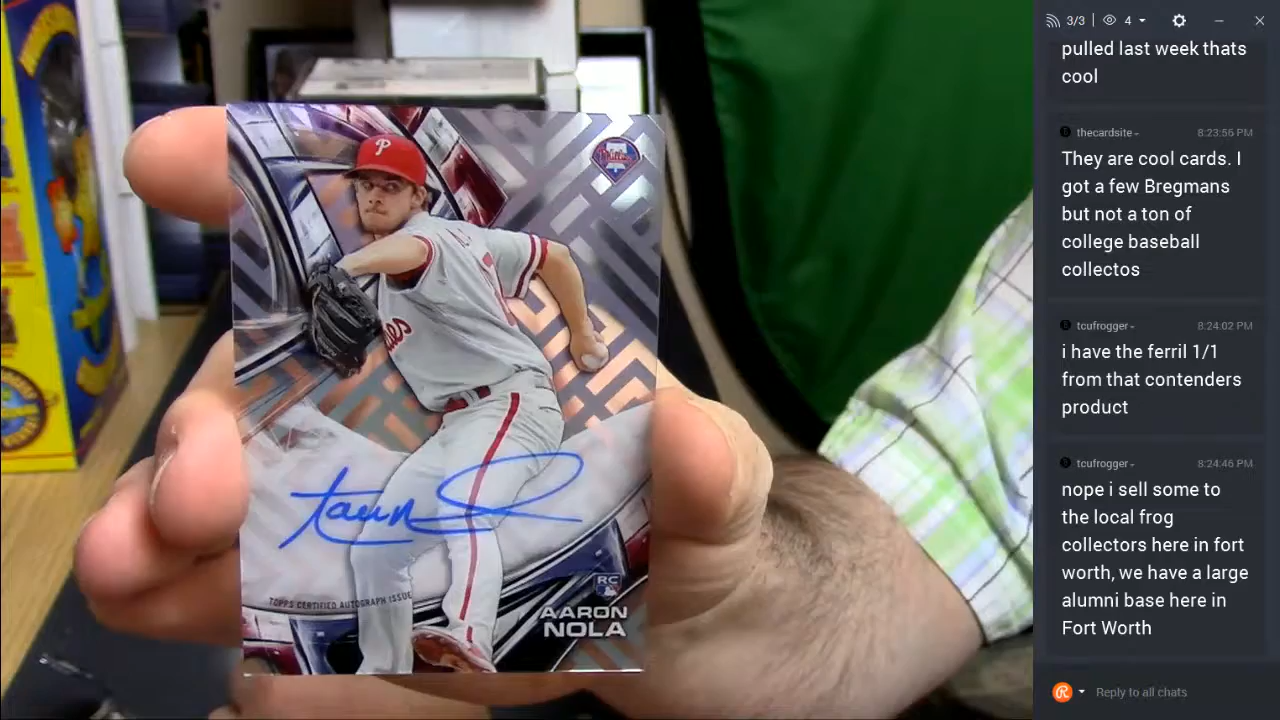 P
Phillies
Aaron Nola
TOPPS CERTIFIED AUTOGRAPH ISSUE
RC
AARON
NOLA
3/3
4
pulled last week thats
cool
thecardsite
8:23:56 PM
They are cool cards. I
got a few Bregmans
but not a ton of
college baseball
collectos
tcufrogger
8:24:02 PM
i have the ferril 1/1
from that contenders
product
tcufrogger
8:24:46 PM
nope i sell some to
the local frog
collectors here in fort
worth, we have a large
alumni base here in
Fort Worth
Reply to all chats